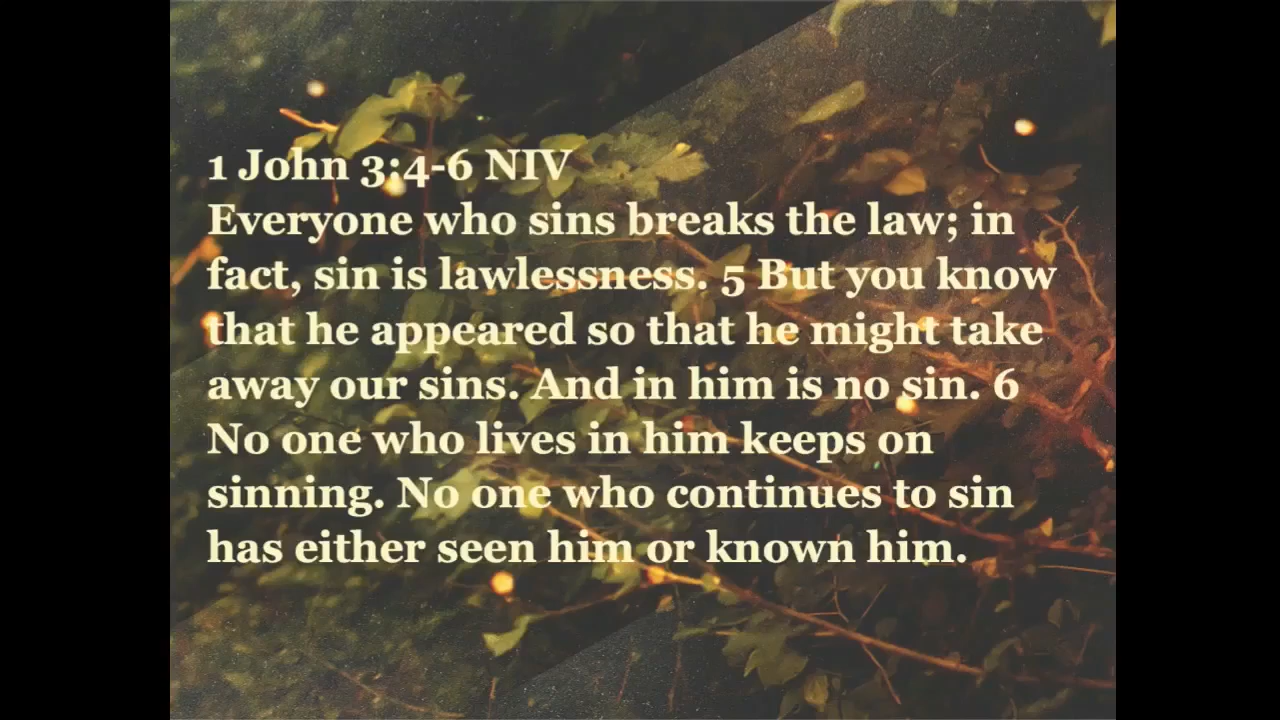 1 John 3:4-6 NIV
Everyone who sins breaks the law; in
fact, sin is lawlessness. 5 But you know
that he appeared so that he might take
away our sins. And in him is no sin. 6
No one who lives in him keeps on
sinning. No one who continues to sin
has either seen him or known him.